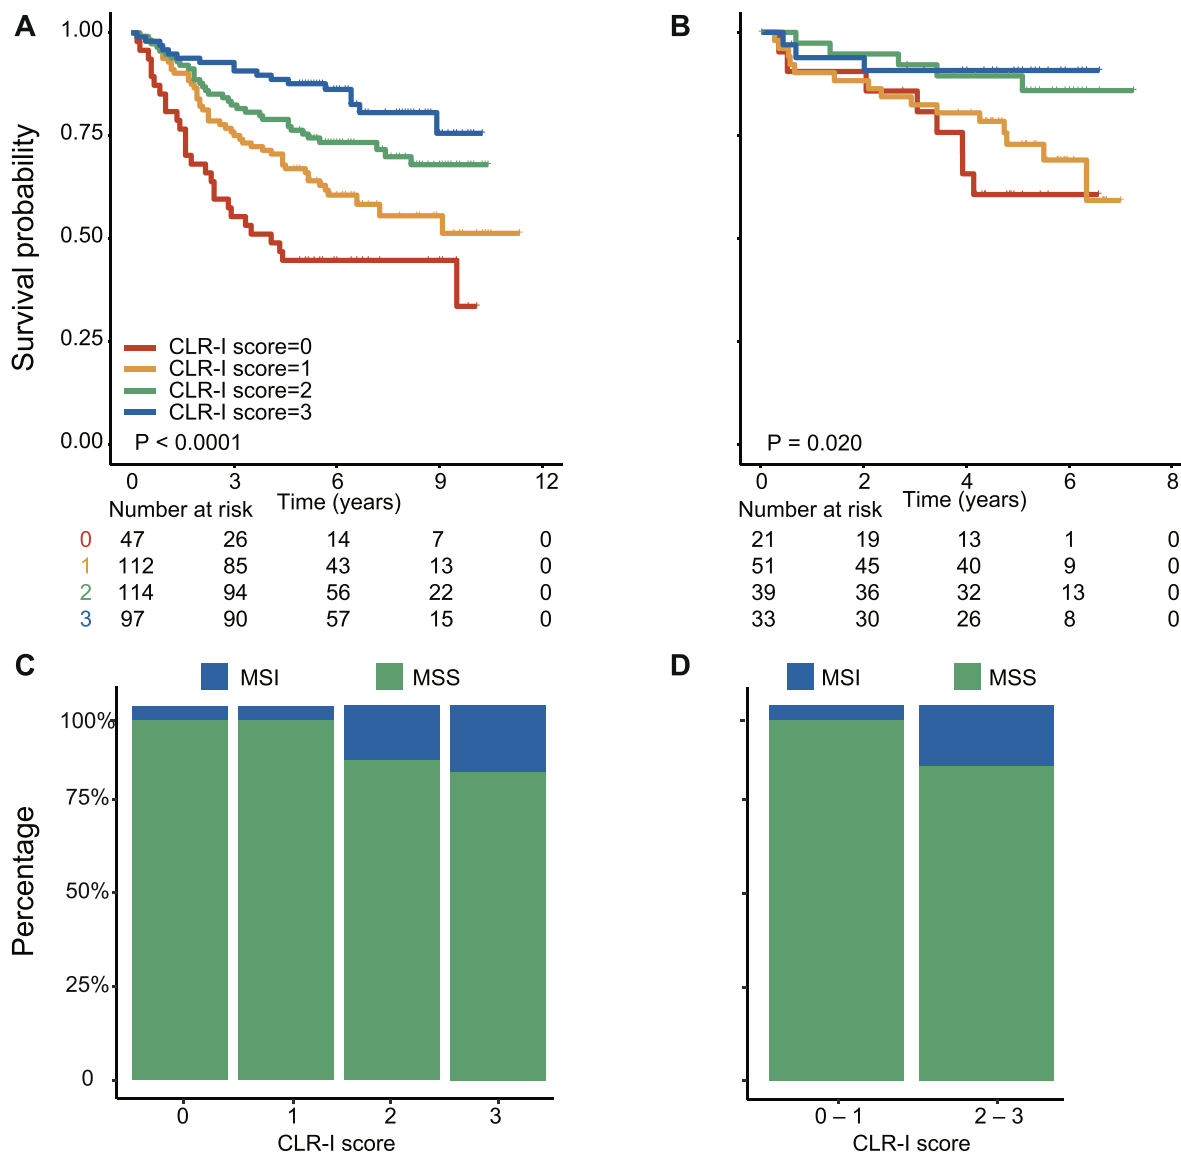 A
B
1.00
0.75
0.50
0.25
0.00
Survival probability
CLR-I score=0
CLR-I score=1
CLR-I score=2
CLR-I score=3
P < 0.0001
P = 0.020
0 3 6 9 12
Time (years)
0 2 4 6 8
Time (years)
Number at risk
0 47 26 14 7 0
1 112 85 43 13 0
2 114 94 56 22 0
3 97 90 57 15 0
Number at risk
21 19 13 1 0
51 45 40 9 0
39 36 32 13 0
33 30 26 8 0
C
MSI MSS
100%
75%
50%
25%
0
Percentage
0 1 2 3
CLR-I score
D
MSI MSS
0 – 1 2 – 3
CLR-I score